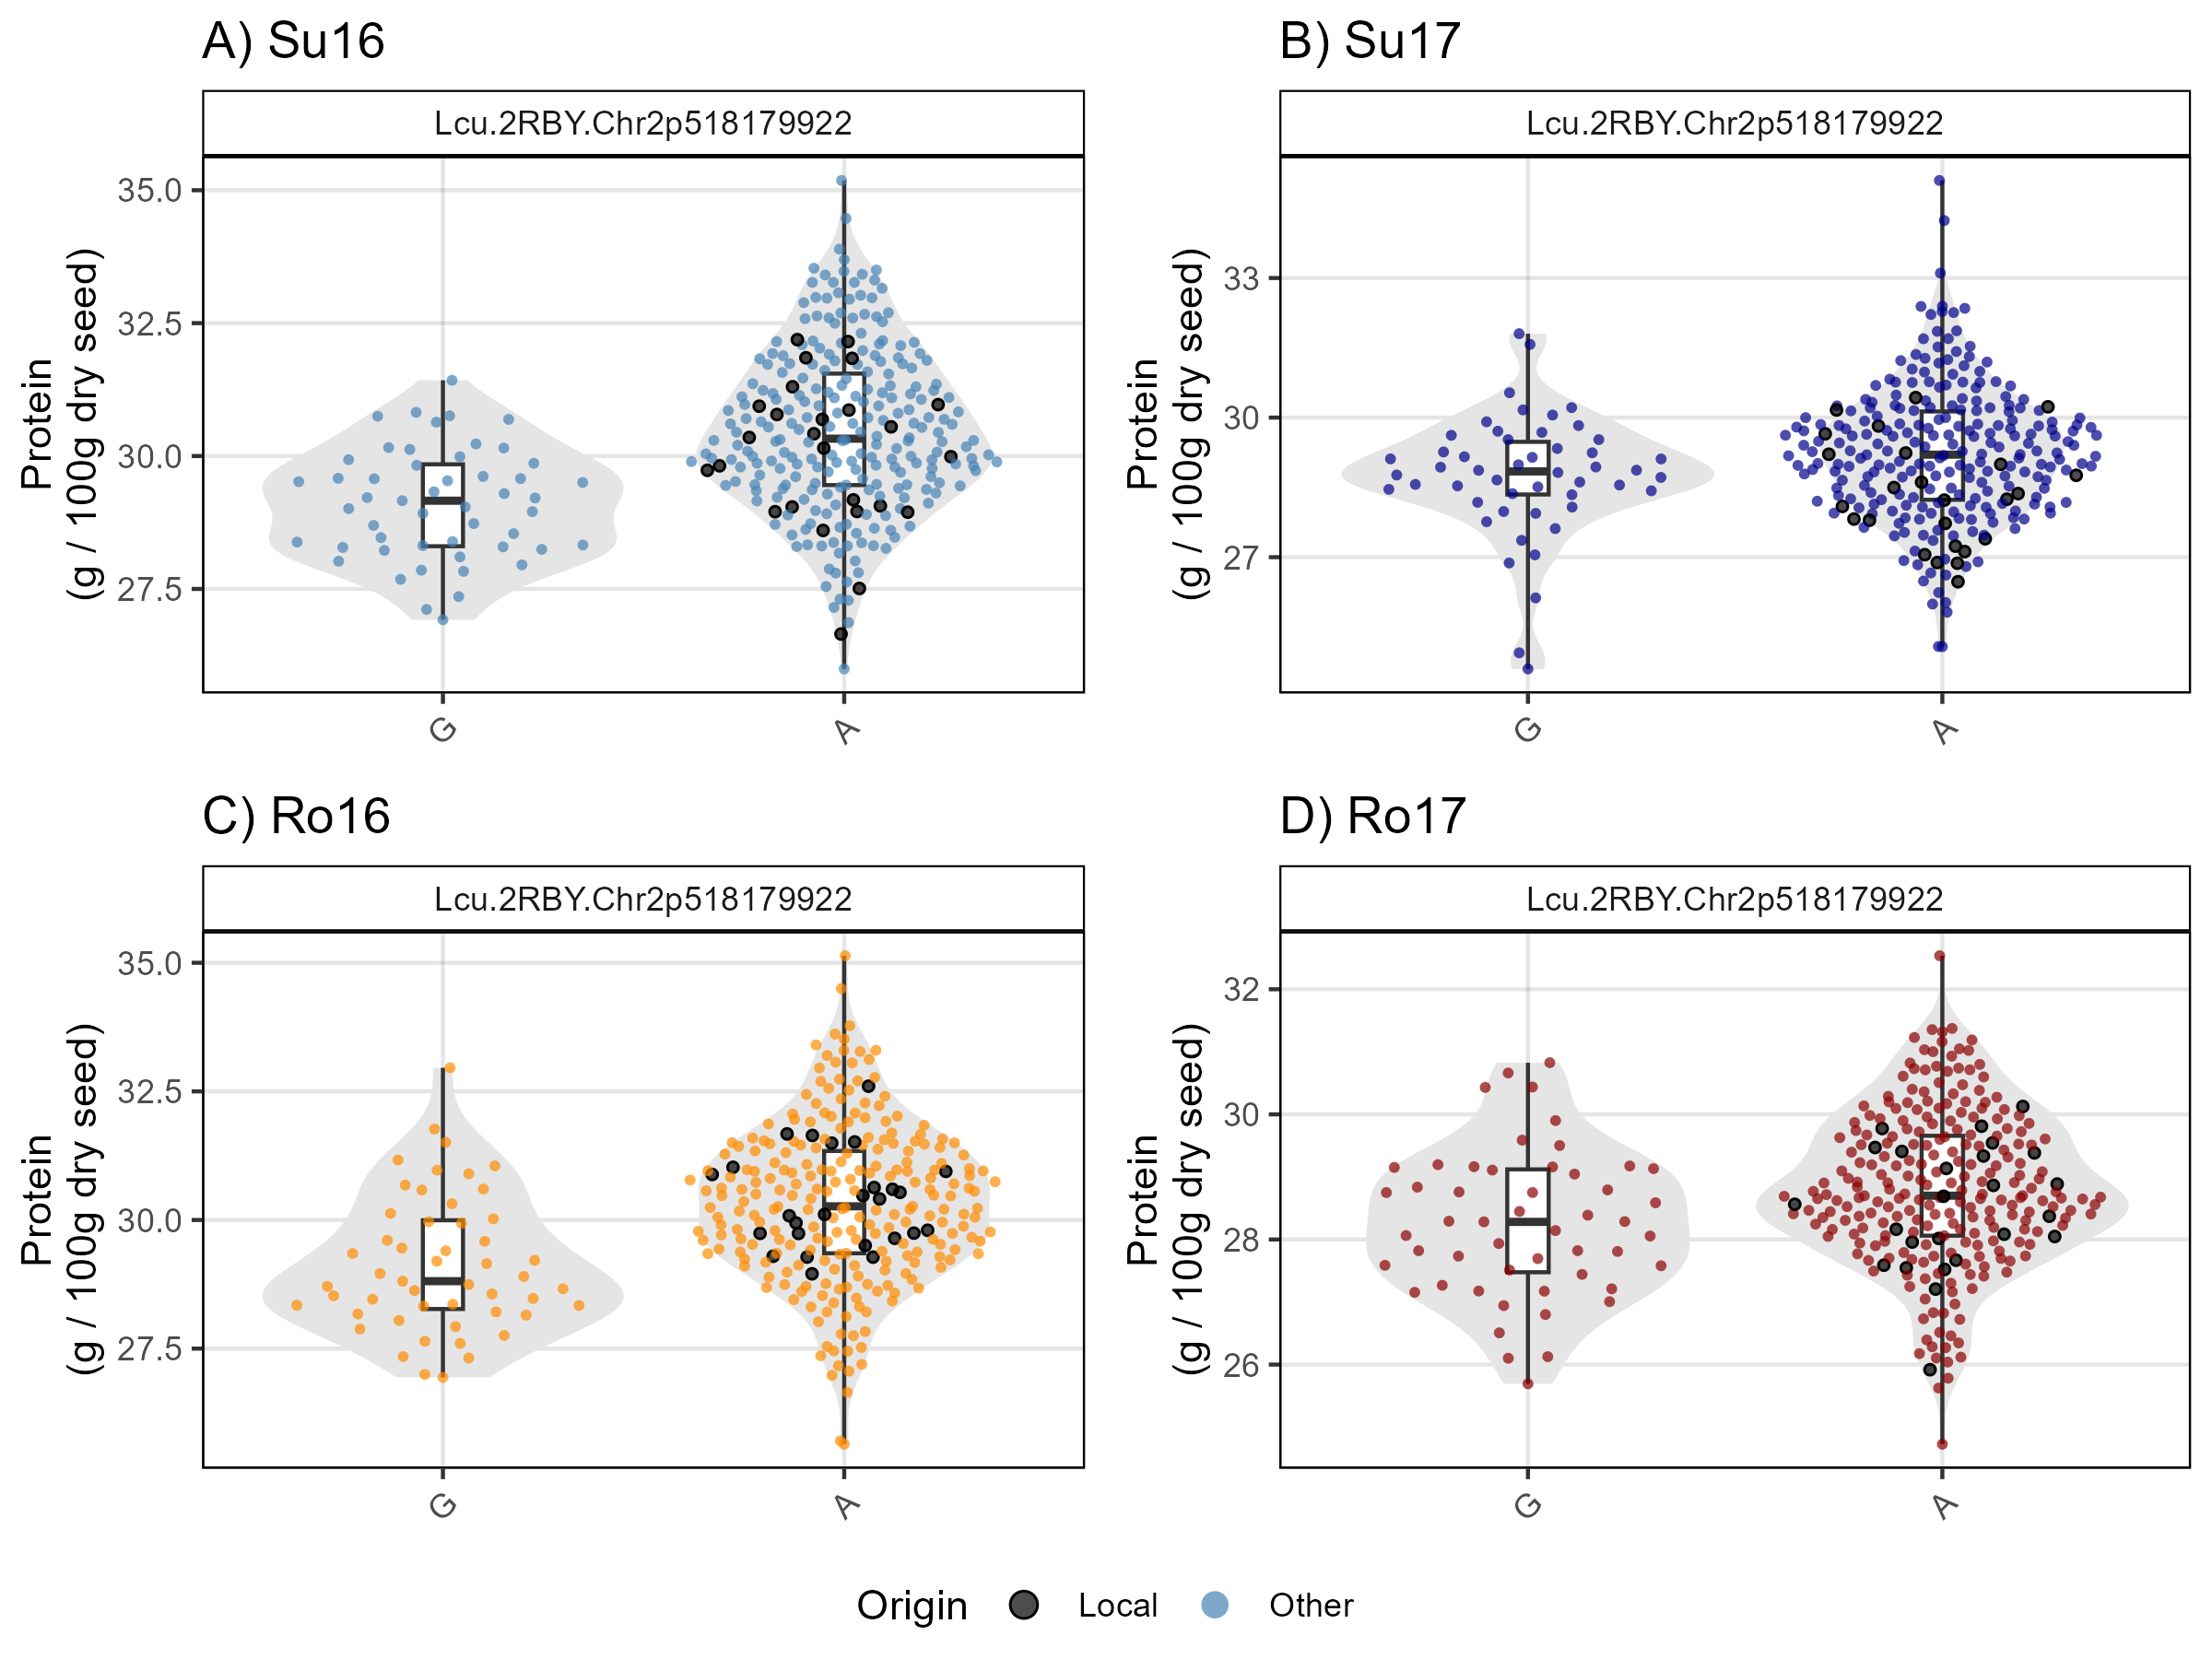 A) Su16
Lcu.2RBY.Chr2p518179922
Protein
(g / 100g dry seed)
35.0
32.5
30.0
27.5
G
A
B) Su17
Lcu.2RBY.Chr2p518179922
Protein
(g / 100g dry seed)
33
30
27
G
A
C) Ro16
Lcu.2RBY.Chr2p518179922
Protein
(g / 100g dry seed)
35.0
32.5
30.0
27.5
G
A
D) Ro17
Lcu.2RBY.Chr2p518179922
Protein
(g / 100g dry seed)
32
30
28
26
G
A
Origin Local Other